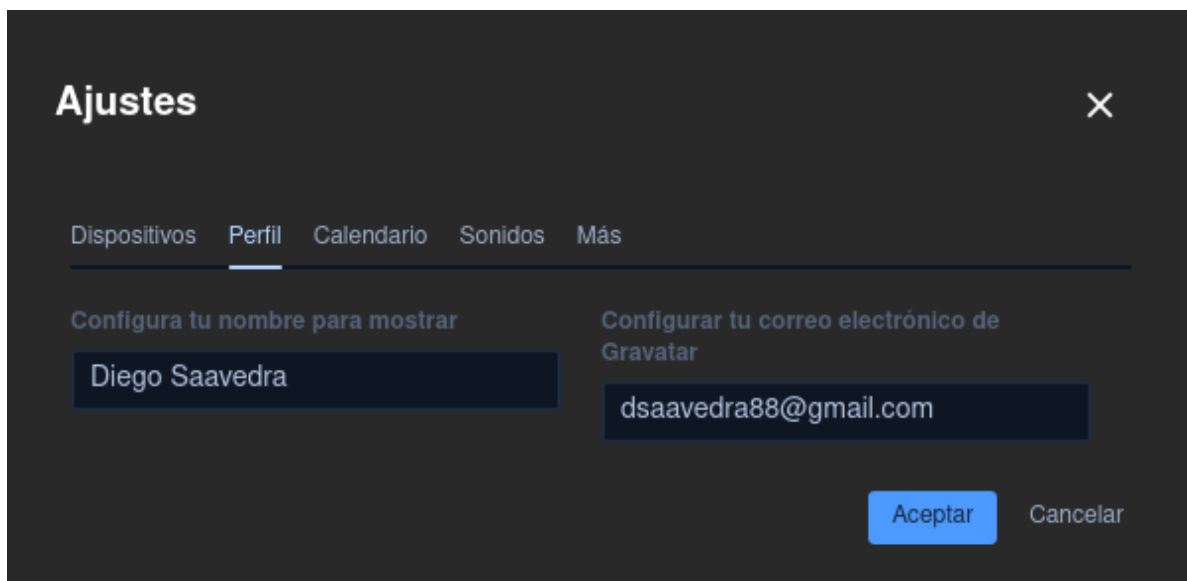 Ajustes
Dispositivos Perfil Calendario Sonidos Más
Configura tu nombre para mostrar
Diego Saavedra
Configurar tu correo electrónico de
Gravatar
dsaavedra88@gmail.com
Aceptar Cancelar